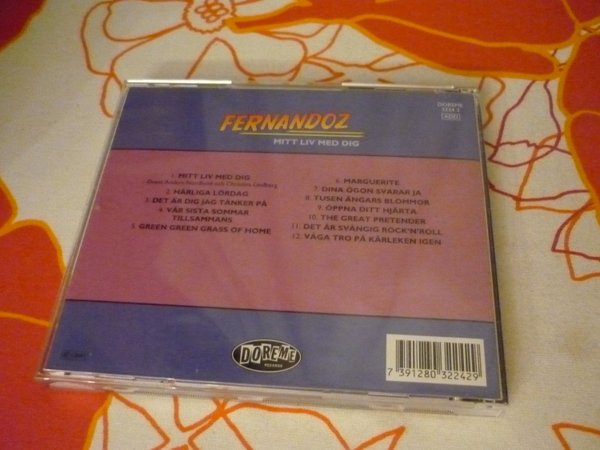 DOREME
FERNANDOZ
MITT LIV MED DIG
1. MITT LIV MED DIG
2. HÄRLIGA LÖRDAG
3. DET ÄR DIG JAG TÄNKER PÅ
4. VÅR SISTA SOMMAR
TILLSAMMANS
5. GREEN GREEN GRASS OF HOME
6. MARGUERITE
7. DINA ÖGON SVARAR JA
8. TUSEN ÄNGARS BLOMMOR
9. ÖPPNA DITT HJÄRTA
10. THE GREAT PRETENDER
11. DET ÄR SVÄNGIG ROCK'N'ROLL
12. VÅGA TRO PÅ KÄRLEKEN IGEN
DOREME
RECORDS
7 391280 322429